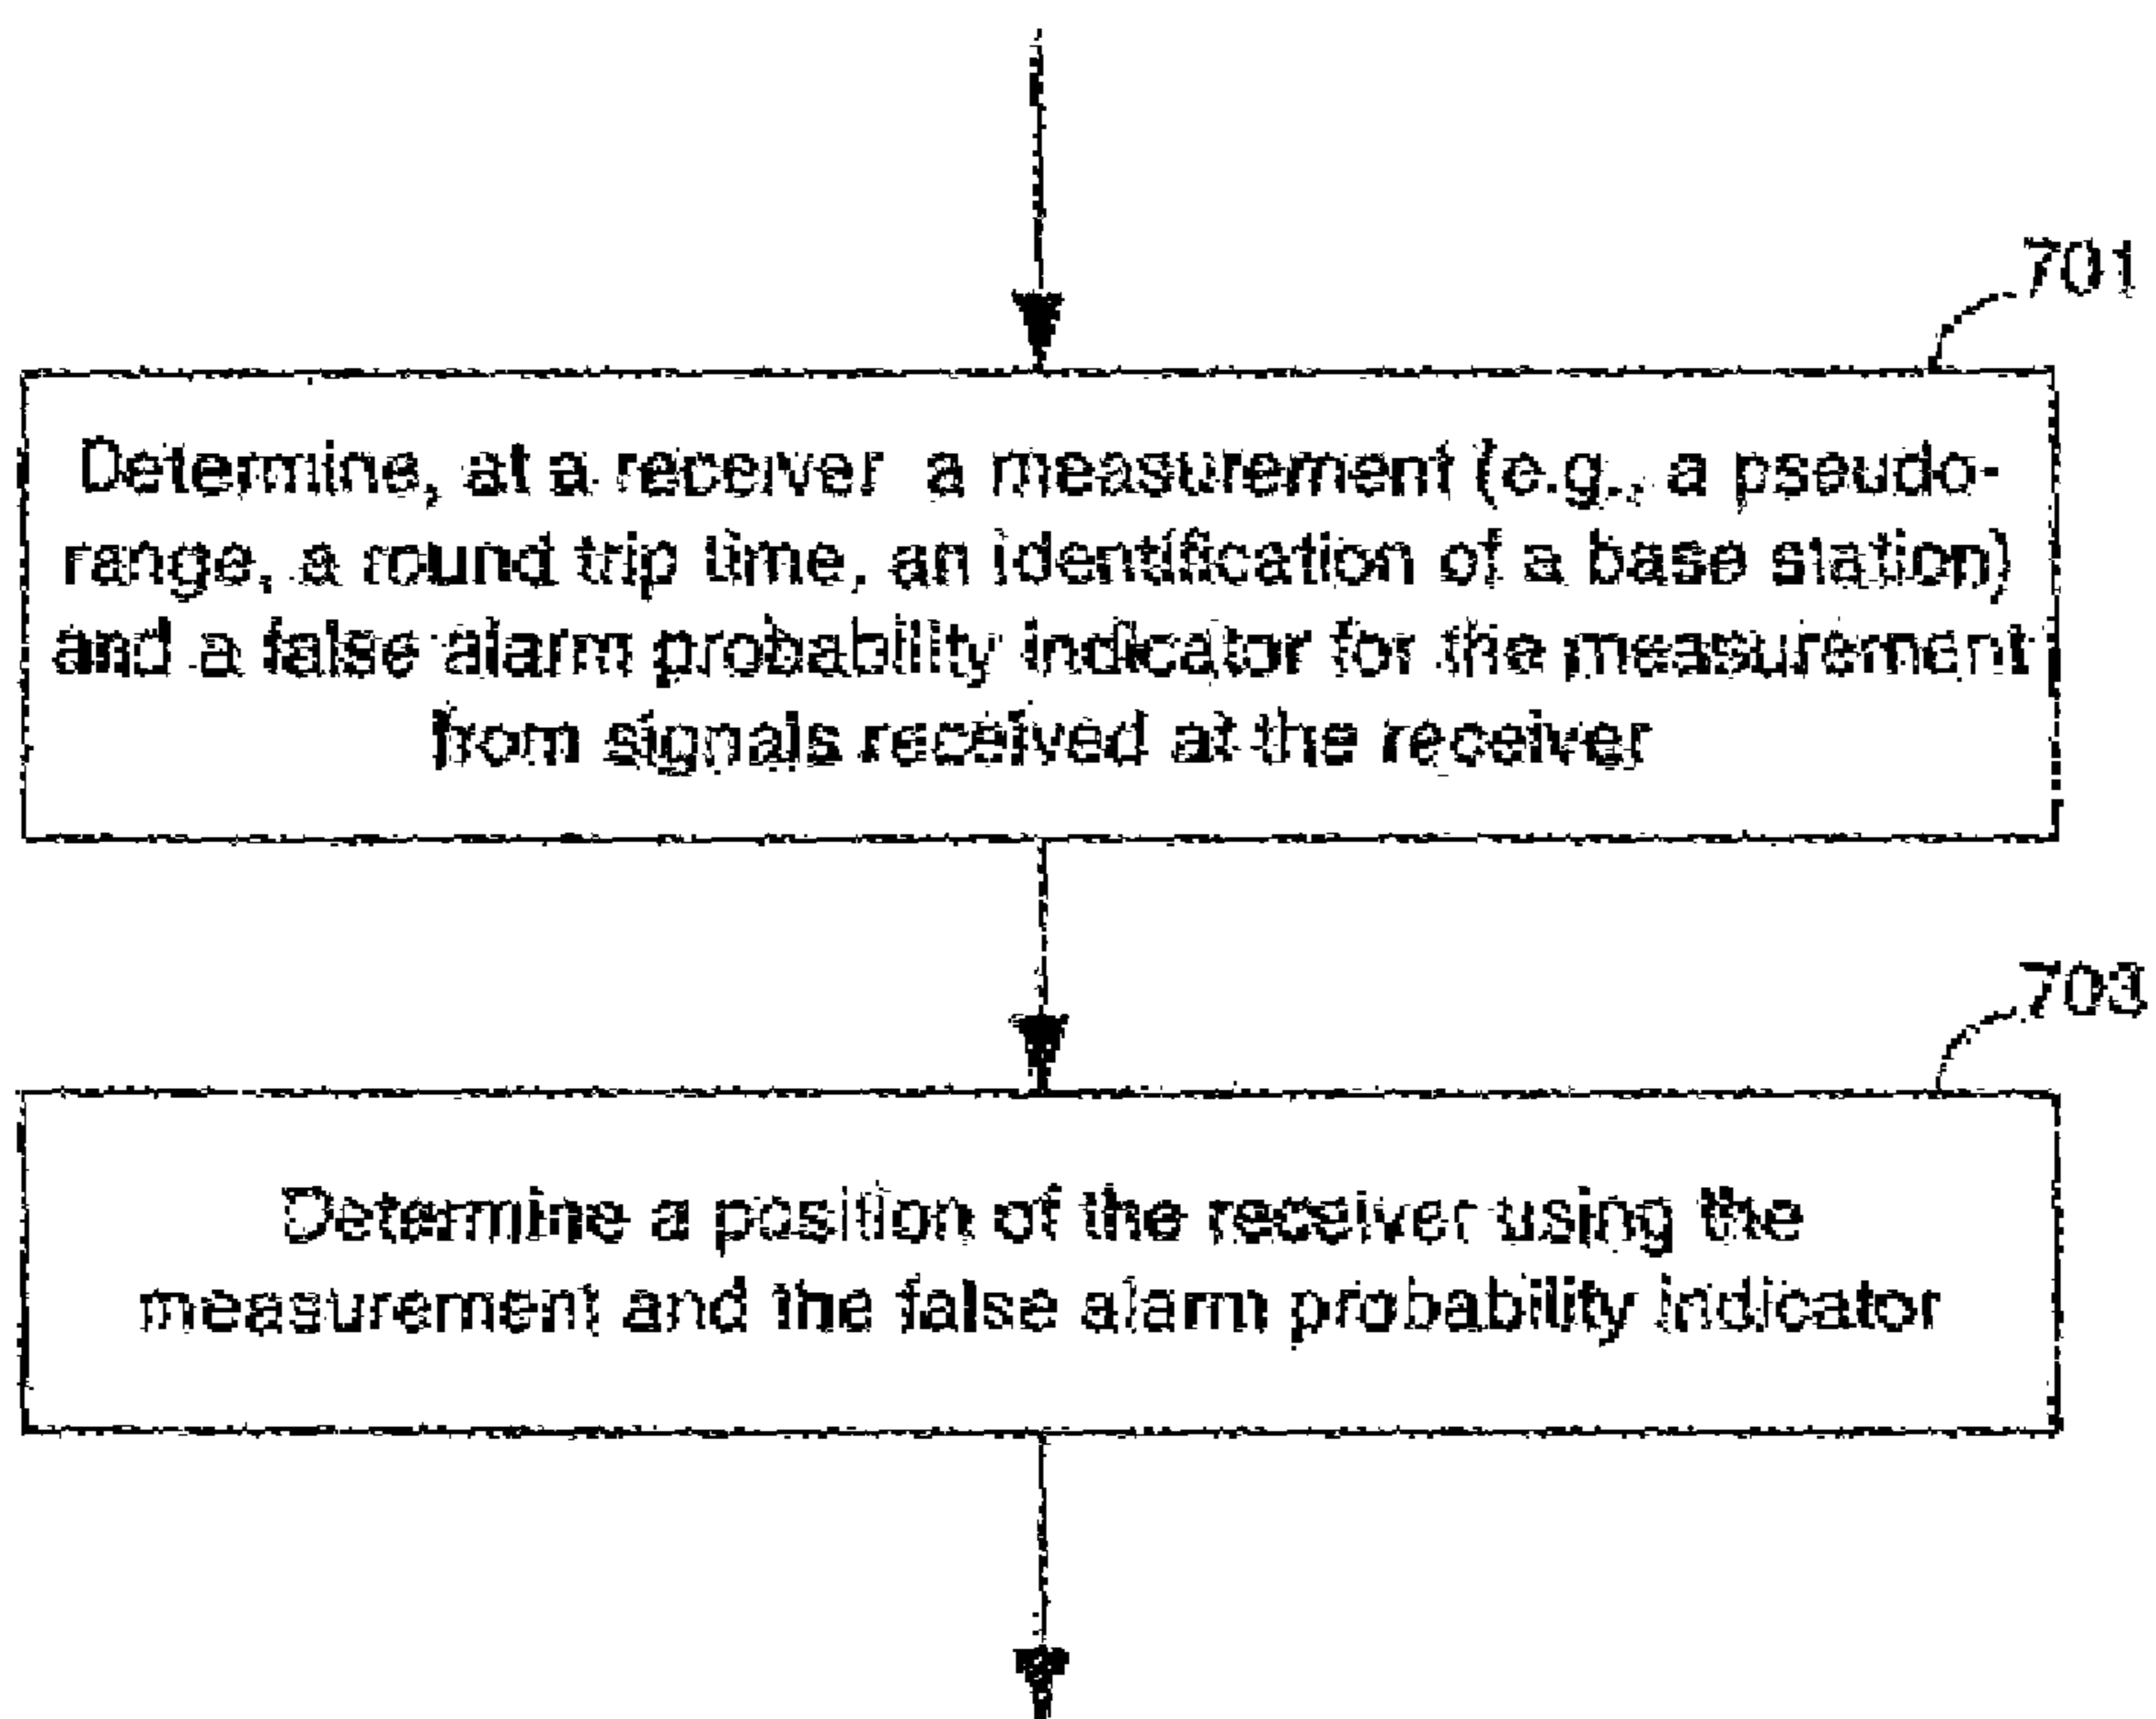 701
Determine, at a receiver a measurement (e.g., a pseudo-
range, a round trip time, an identification of a base station)
and a false alarm probability indicator for the measurement
from signals received at the receiver
703
Determine a position of the receiver using the
measurement and the false alarm probability indicator